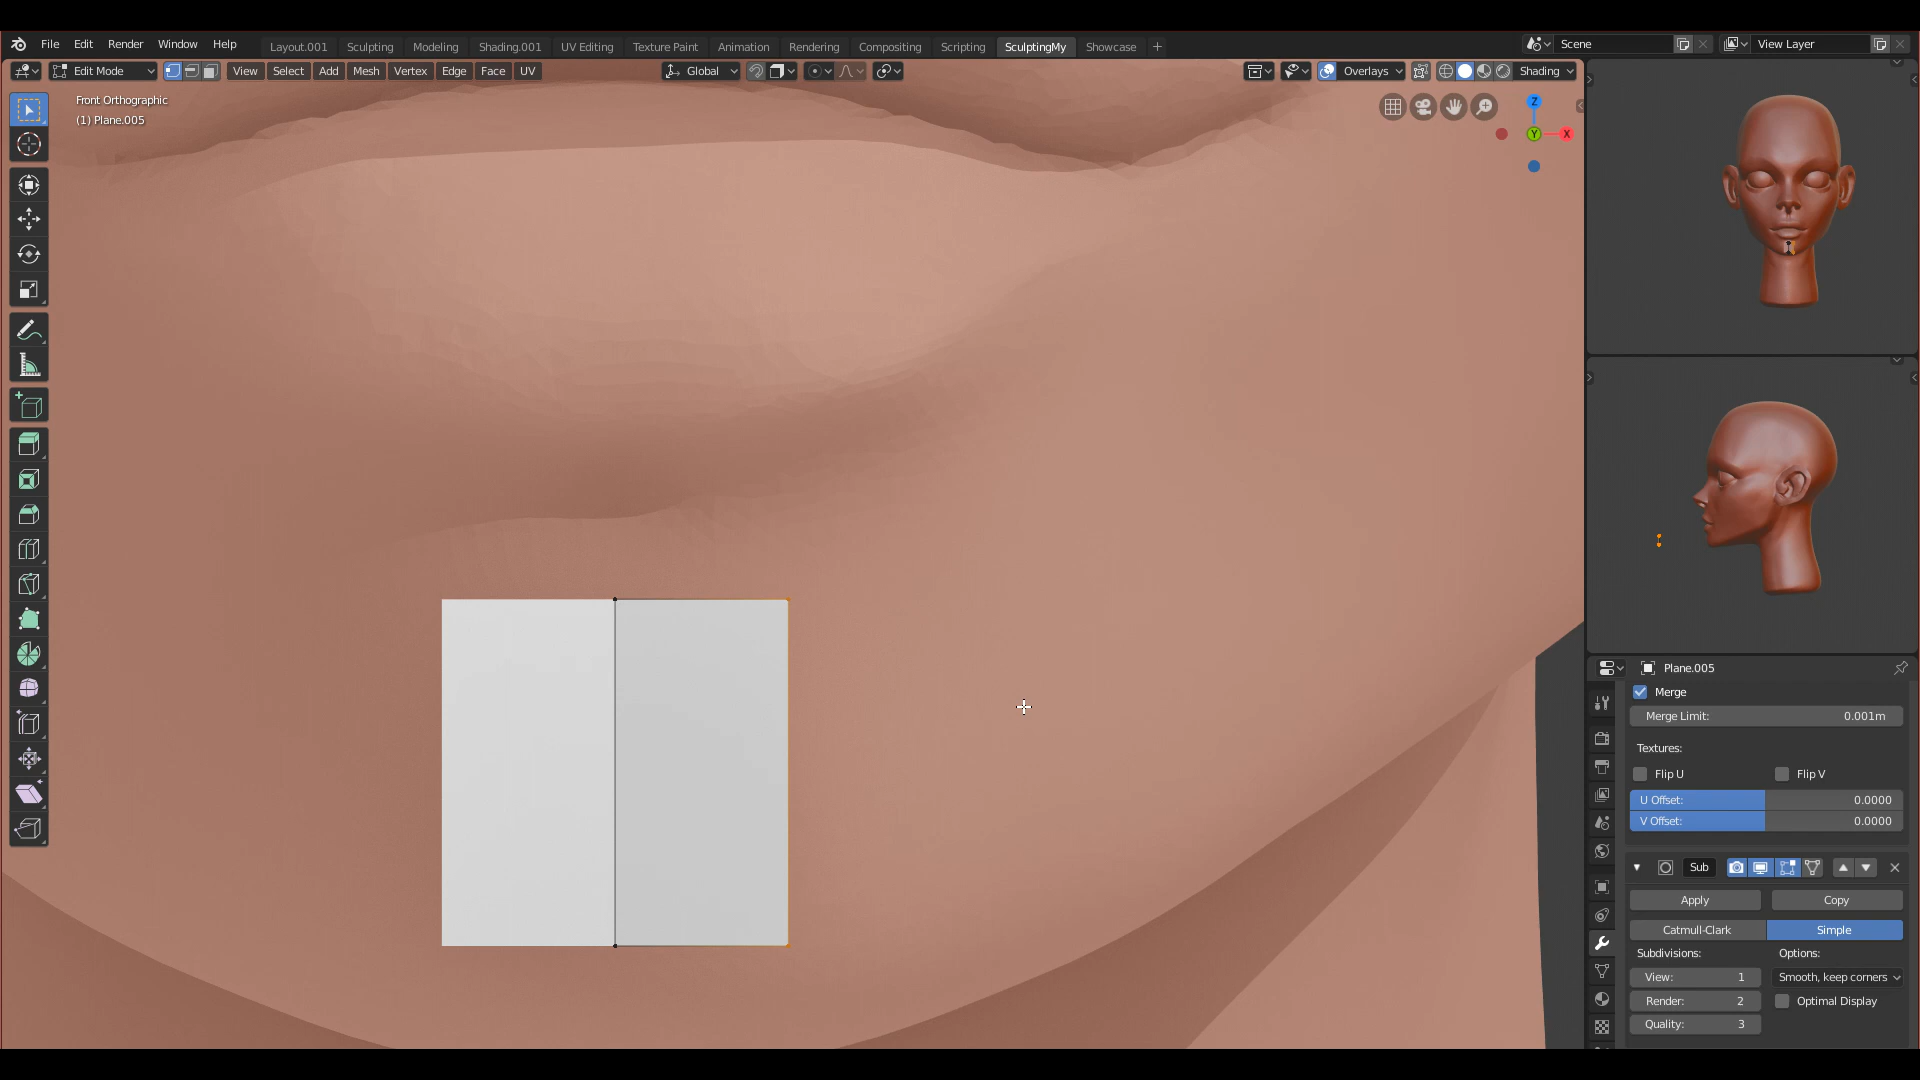 File Edit Render Window Help Layout.001 Sculpting Modeling Shading.001 UV Editing Texture Paint Animation Rendering Compositing Scripting SculptingMy Showcase + Scene View Layer
Edit Mode View Select Add Mesh Vertex Edge Face UV Global Overlays Shading
Front Orthographic
(1) Plane.005
Z
Y
X
Plane.005
Merge
Merge Limit: 0.001m
Textures:
Flip U Flip V
U Offset: 0.0000
V Offset: 0.0000
Sub
Apply Copy
Catmull-Clark Simple
Subdivisions: Options:
View: 1 Smooth, keep corners
Render: 2 Optimal Display
Quality: 3